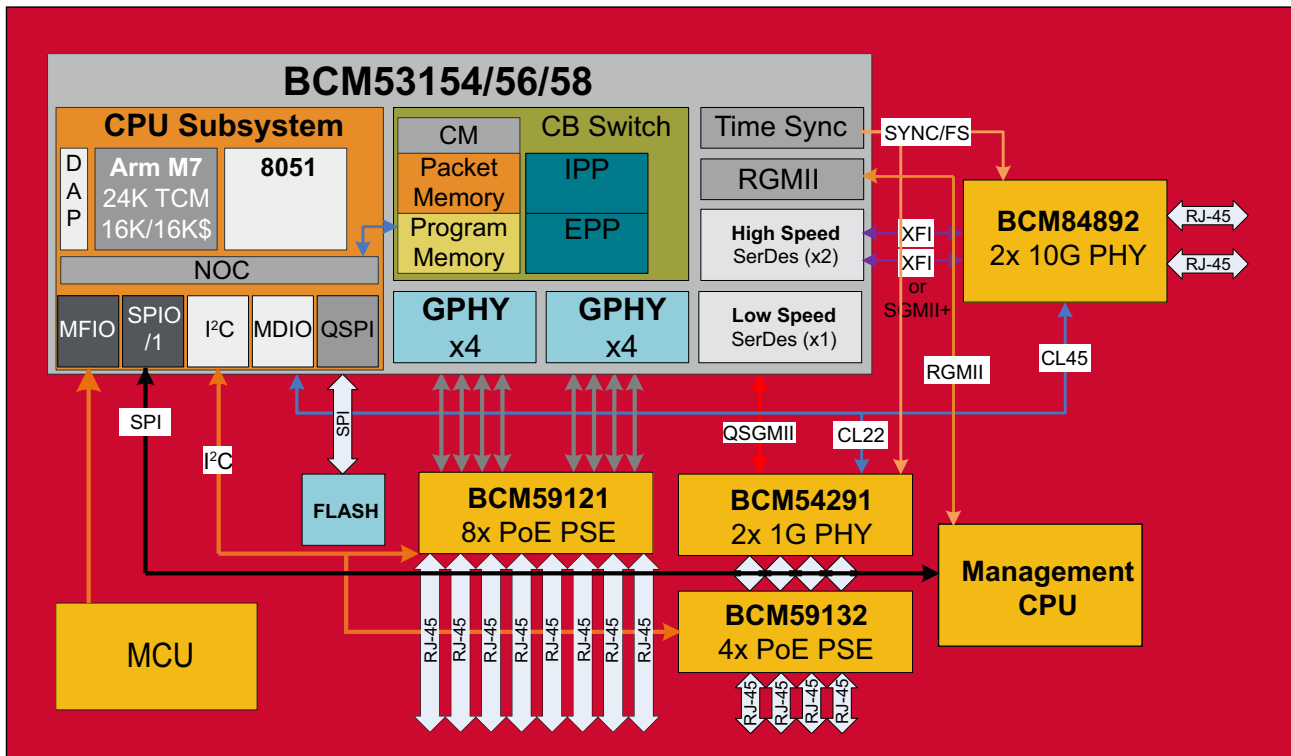 BCM53154/56/58
CPU Subsystem
D
A
P
Arm M7
24K TCM
16K/16K$
8051
NOC
MFIO
SPIO
/1
I²C
MDIO
QSPI
CB Switch
CM
Packet
Memory
Program
Memory
IPP
EPP
GPHY
x4
GPHY
x4
Time Sync
RGMII
High Speed
SerDes (x2)
Low Speed
SerDes (x1)
SYNC/FS
XFI
XFI
or
SGMII+
BCM84892
2x 10G PHY
RJ-45
RJ-45
CL45
RGMII
SPI
I²C
SPI
QSGMII
CL22
FLASH
BCM59121
8x PoE PSE
BCM54291
2x 1G PHY
Management
CPU
BCM59132
4x PoE PSE
MCU
RJ-45
RJ-45
RJ-45
RJ-45
RJ-45
RJ-45
RJ-45
RJ-45
RJ-45
RJ-45
RJ-45
RJ-45